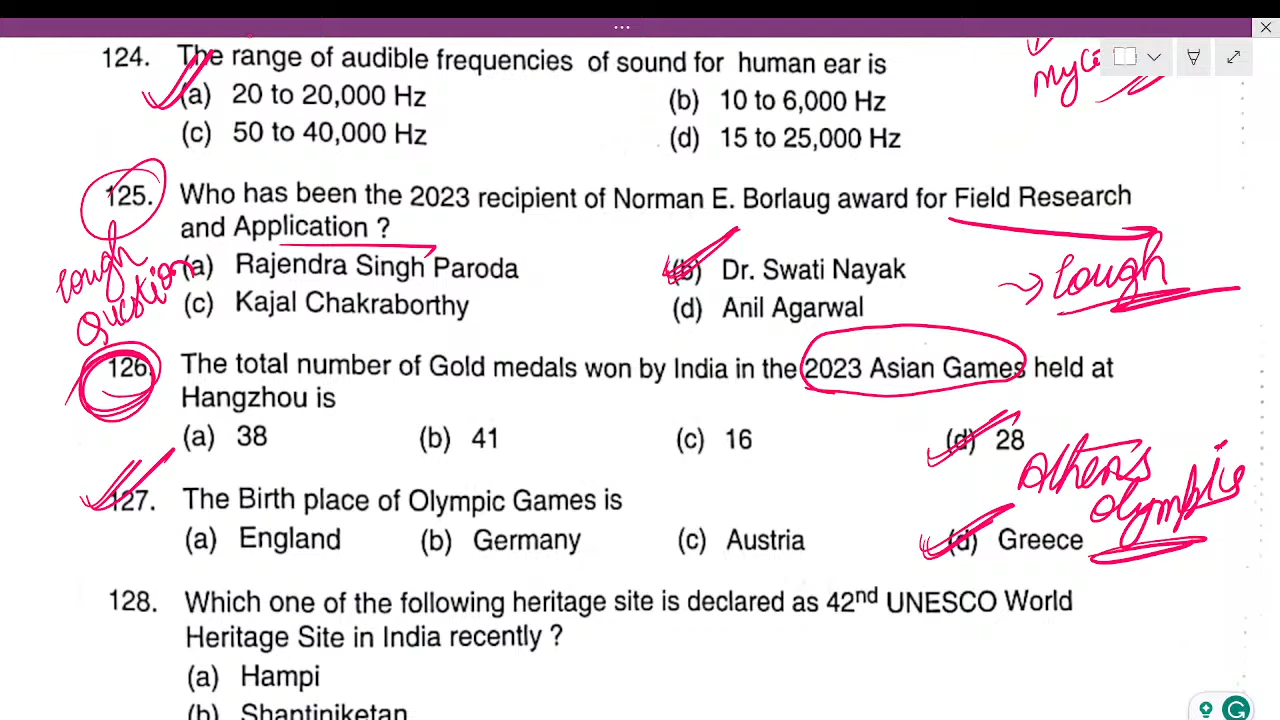 124. The range of audible frequencies of sound for human ear is
(a) 20 to 20,000 Hz (b) 10 to 6,000 Hz
(c) 50 to 40,000 Hz (d) 15 to 25,000 Hz
125. Who has been the 2023 recipient of Norman E. Borlaug award for Field Research
and Application ?
(a) Rajendra Singh Paroda (b) Dr. Swati Nayak
(c) Kajal Chakraborthy (d) Anil Agarwal
tough
question
→ tough
126. The total number of Gold medals won by India in the 2023 Asian Games held at
Hangzhou is
(a) 38 (b) 41 (c) 16 (d) 28
127. The Birth place of Olympic Games is
(a) England (b) Germany (c) Austria (d) Greece
Athens
Olympic
128. Which one of the following heritage site is declared as 42nd UNESCO World
Heritage Site in India recently ?
(a) Hampi
(b) Shantiniketan